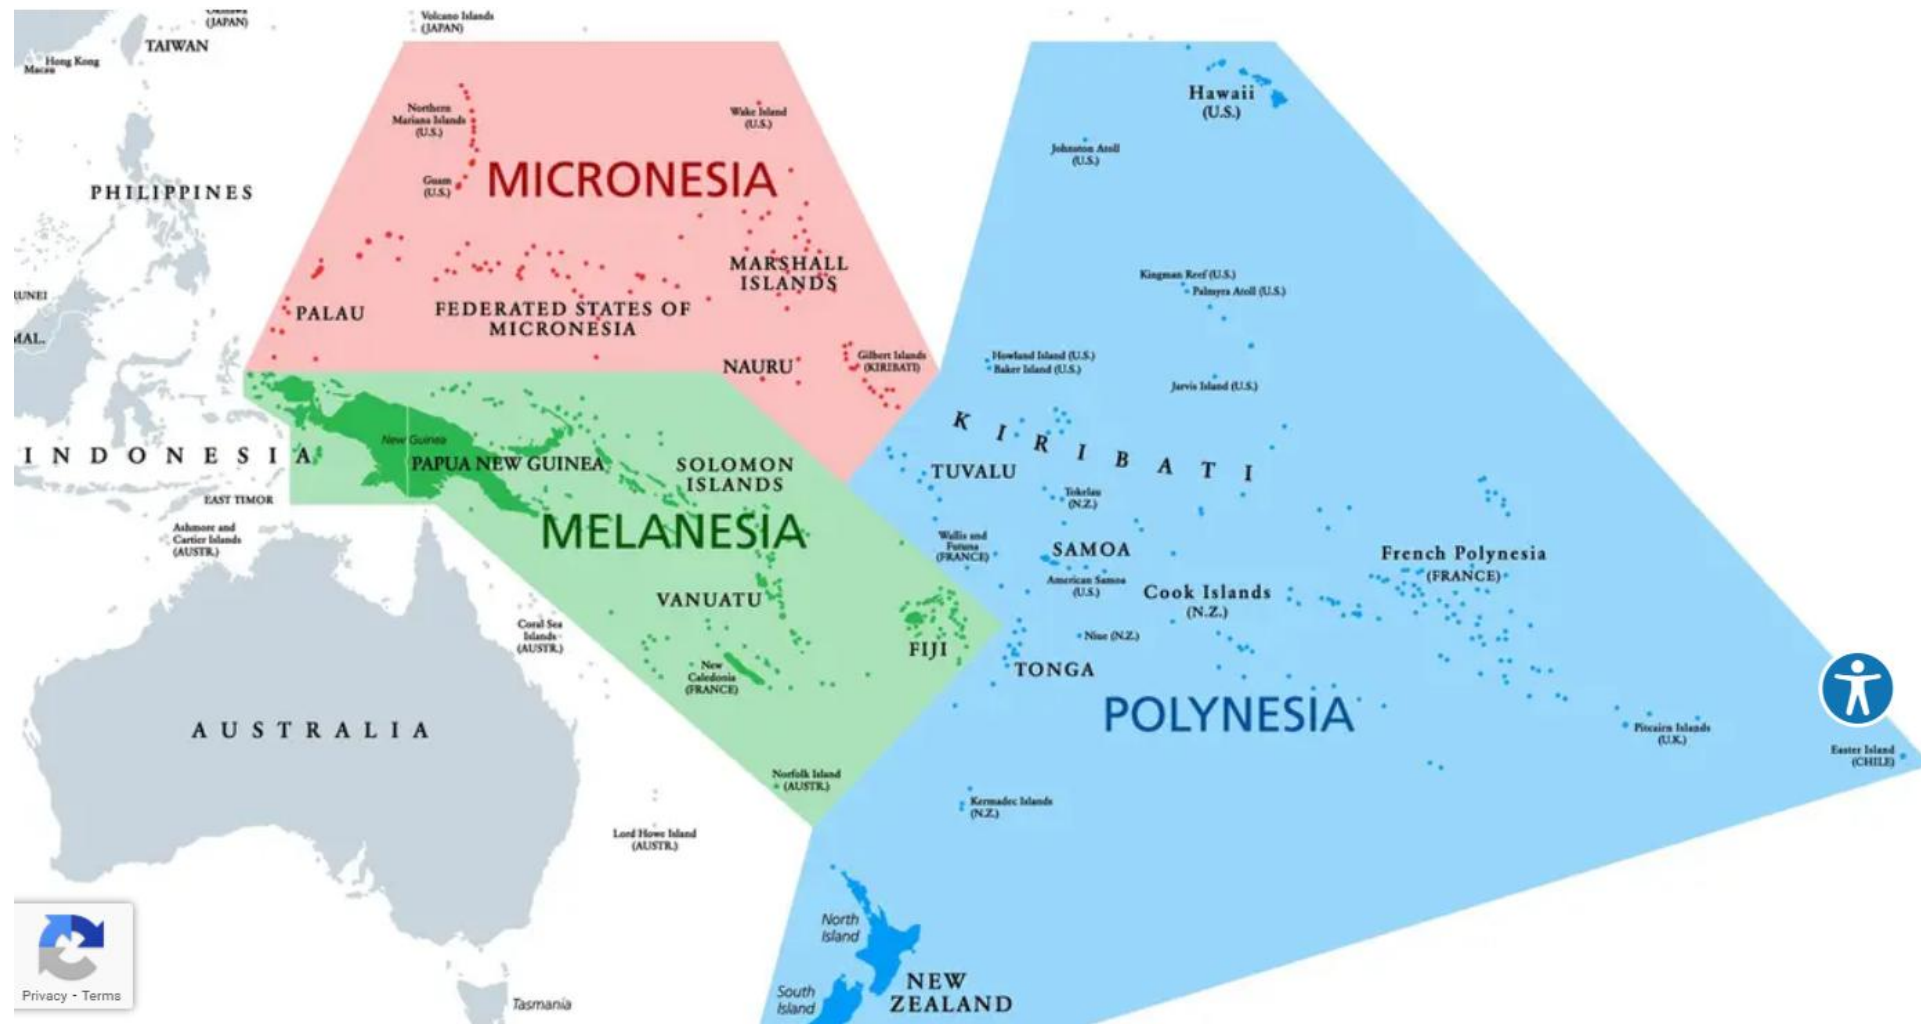 (JAPAN)
Volcano Islands
(JAPAN)
TAIWAN
Hong Kong
Macau
Northern
Mariana Islands
(U.S.)
Wake Island
(U.S.)
Hawaii
(U.S.)
Johnston Atoll
(U.S.)
MICRONESIA
Guam
(U.S.)
PHILIPPINES
MARSHALL
ISLANDS
Kingman Reef (U.S.)
Palmyra Atoll (U.S.)
RUNEI
PALAU
FEDERATED STATES OF
MICRONESIA
MAL.
NAURU
Gilbert Islands
(KIRIBATI)
Howland Island (U.S.)
Baker Island (U.S.)
Jarvis Island (U.S.)
KIRIBATI
New Guinea
INDONESIA
PAPUA NEW GUINEA
SOLOMON
ISLANDS
TUVALU
Tokelau
(N.Z.)
EAST TIMOR
Ashmore and
Cartier Islands
(AUSTR.)
MELANESIA
Wallis and
Futuna
(FRANCE)
SAMOA
American Samoa
(U.S.)
French Polynesia
(FRANCE)
Cook Islands
(N.Z.)
VANUATU
Coral Sea
Islands
(AUSTR.)
FIJI
Niue (N.Z.)
New
Caledonia
(FRANCE)
TONGA
AUSTRALIA
POLYNESIA
Pitcairn Islands
(U.K.)
Easter Island
(CHILE)
Norfolk Island
(AUSTR.)
Kermadec Islands
(N.Z.)
Lord Howe Island
(AUSTR.)
North
Island
NEW
ZEALAND
South
Island
Tasmania
Privacy - Terms